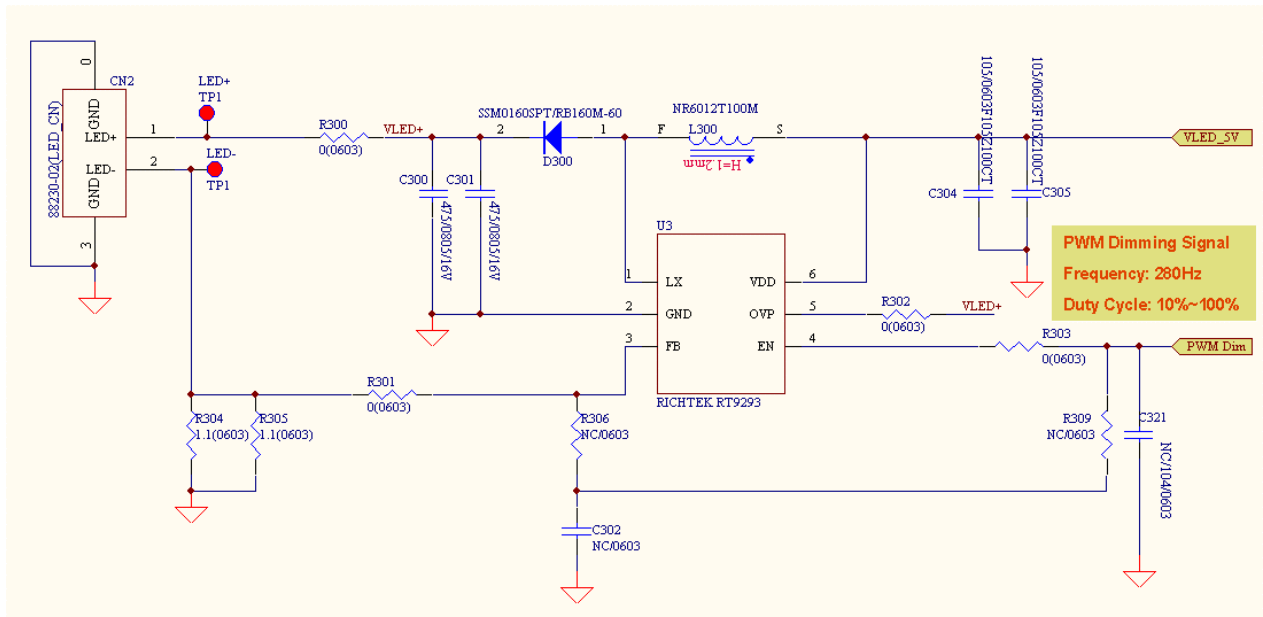 0
CN2
88230-02(LED_CN)
GND
LED+
LED-
GND
1
2
3
LED+
TP1
LED-
TP1
R300
0(0603)
VLED+
C300
475/0805/16V
C301
475/0805/16V
SSM0160SPT/RB160M-60
2
1
D300
NR6012T100M
F
L300
S
H=1.2mm
105/0603F105Z100CT
105/0603F105Z100CT
C304
C305
VLED_5V
PWM Dimming Signal
Frequency: 280Hz
Duty Cycle: 10%~100%
U3
1
LX
VDD
6
2
GND
OVP
5
3
FB
EN
4
RICHTEK RT9293
R302
0(0603)
VLED+
R303
0(0603)
PWM Dim
R301
0(0603)
R304
1.1(0603)
R305
1.1(0603)
R306
NC/0603
R309
NC/0603
C321
NC/104/0603
C302
NC/0603